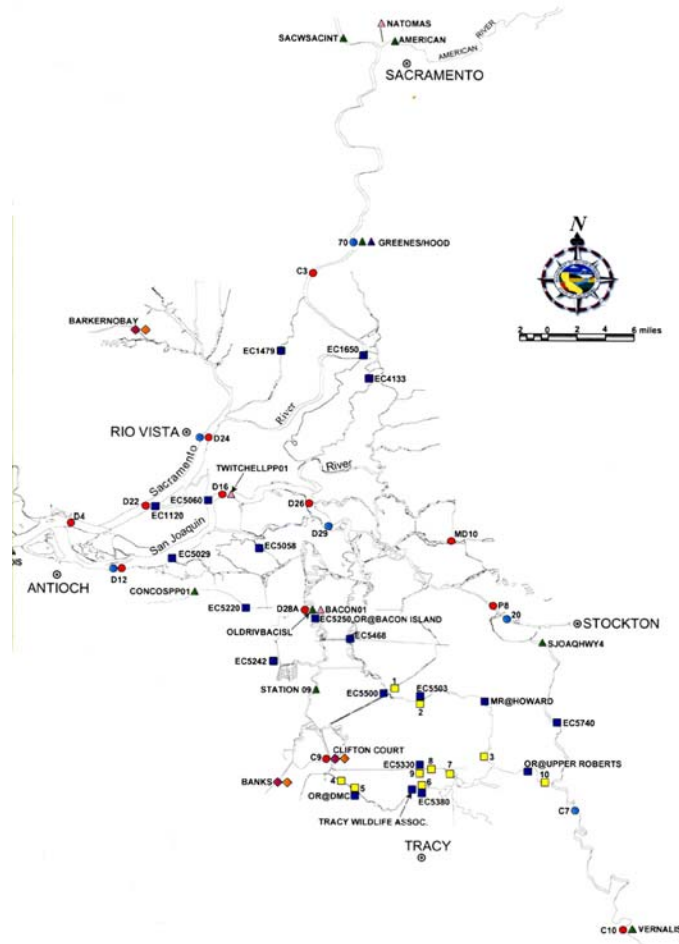 NATOMAS
SACWSACINT
AMERICAN
AMERICAN RIVER
SACRAMENTO
N
70
GREENES/HOOD
C3
2 0 2 4 6 miles
BARKERNOBAY
EC1479
EC1650
EC4133
River
RIO VISTA
D24
Sacramento
River
TWITCHELLPP01
D16
D22
EC5060
D26
EC1120
D4
D29
MD10
San Joaquin
EC5058
EC5029
ANTIOCH
D12
CONCOSPP01
EC5220
D28A
BACON01
P8
20
STOCKTON
EC5250,OR@BACON ISLAND
OLDRIVBACISL
EC5468
SJOAQHWY4
EC5242
STATION 09
1
EC5500
EC5503
2
MR@HOWARD
EC5740
C9
CLIFTON COURT
3
EC5330
8
OR@UPPER ROBERTS
BANKS
4
9
7
10
5
6
OR@DMC
EC5380
TRACY WILDLIFE ASSOC.
C7
TRACY
C10
VERNALIS